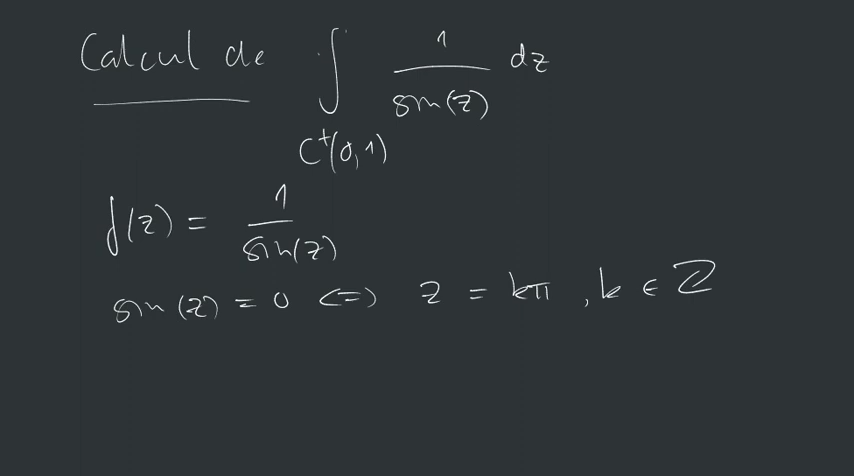 Calcul de ∫_{C⁺(0,1)} 1/sin(z) dz
f(z) = 1/sin(z)
sin(z) = 0 <=> z = kπ, k ∈ ℤ